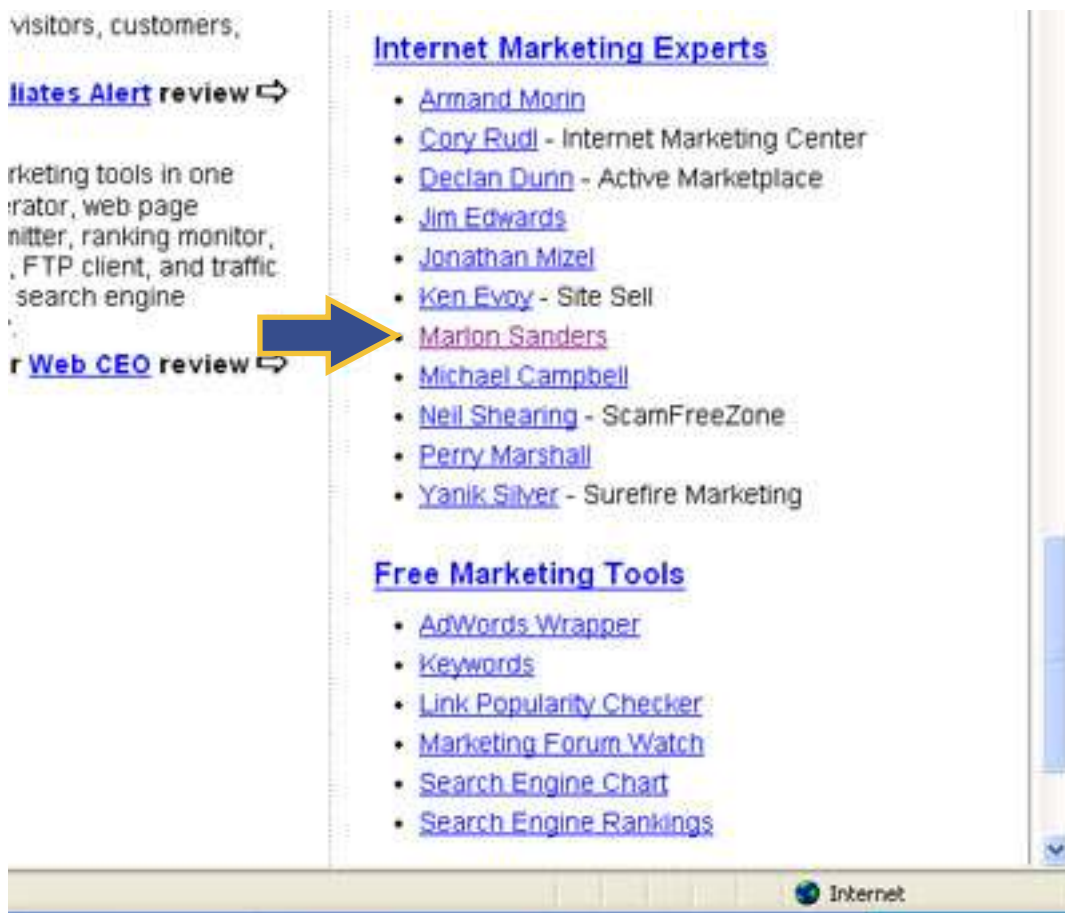 visitors, customers,
liates Alert review
rketing tools in one
rator, web page
mitter, ranking monitor,
, FTP client, and traffic
search engine
r Web CEO review
Internet Marketing Experts
Armand Morin
Cory Rudl - Internet Marketing Center
Declan Dunn - Active Marketplace
Jim Edwards
Jonathan Mizel
Ken Evoy - Site Sell
Marlon Sanders
Michael Campbell
Neil Shearing - ScamFreeZone
Perry Marshall
Yanik Silver - Surefire Marketing
Free Marketing Tools
AdWords Wrapper
Keywords
Link Popularity Checker
Marketing Forum Watch
Search Engine Chart
Search Engine Rankings
Internet